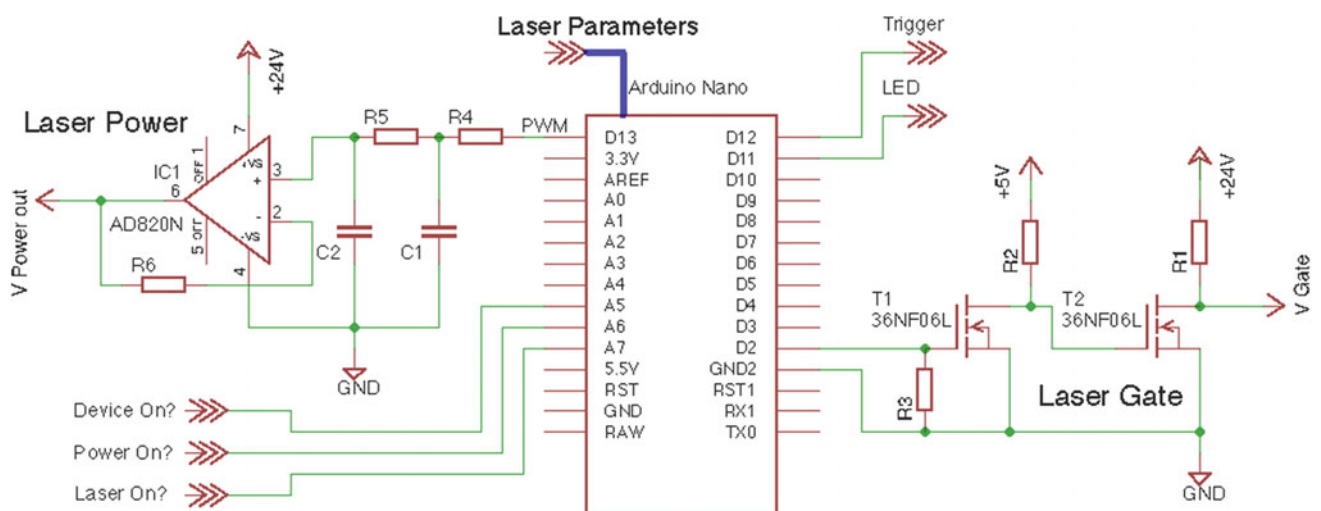 Laser Parameters
Trigger
Arduino Nano
LED
+24V
Laser Power
7
R5
R4
PWM
OFF 1
+VS
IC1
+
3
6
AD820N
-
2
-VS
5 OFF
4
V Power out
R6
C2
C1
GND
D13
3.3V
AREF
A0
A1
A2
A3
A4
A5
A6
A7
5.5V
RST
GND
RAW
D12
D11
D10
D9
D8
D7
D6
D5
D4
D3
D2
GND2
RST1
RX1
TX0
+5V
+24V
R2
R1
T1
36NF06L
T2
36NF06L
V Gate
R3
Laser Gate
GND
Device On?
Power On?
Laser On?